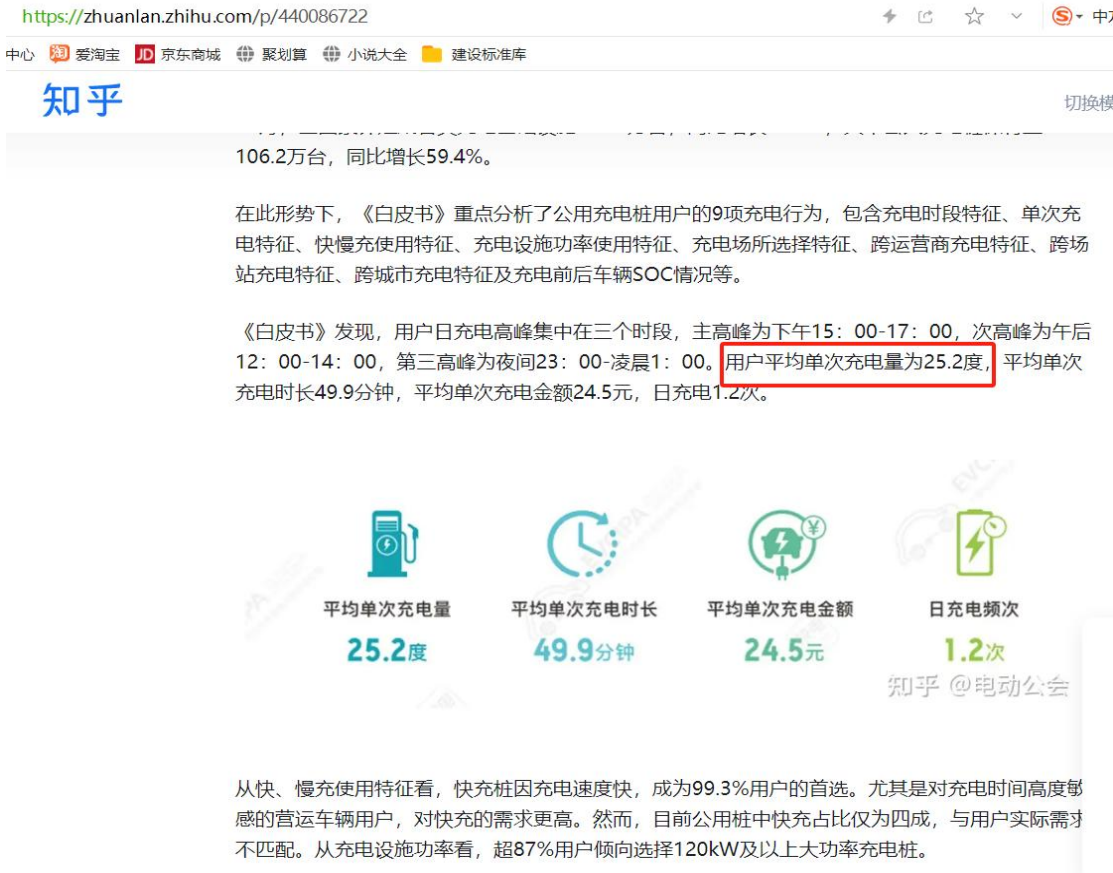 https://zhuanlan.zhihu.com/p/440086722
中心 爱淘宝 JD 京东商城 聚划算 小说大全 建设标准库
知乎
切换模
106.2万台，同比增长59.4%。
在此形势下，《白皮书》重点分析了公用充电桩用户的9项充电行为，包含充电时段特征、单次充
电特征、快慢充使用特征、充电设施功率使用特征、充电场所选择特征、跨运营商充电特征、跨场
站充电特征、跨城市充电特征及充电前后车辆SOC情况等。
《白皮书》发现，用户日充电高峰集中在三个时段，主高峰为下午15：00-17：00，次高峰为午后
12：00-14：00，第三高峰为夜间23：00-凌晨1：00。用户平均单次充电量为25.2度，平均单次
充电时长49.9分钟，平均单次充电金额24.5元，日充电1.2次。
平均单次充电量 平均单次充电时长 平均单次充电金额 日充电频次
25.2度 49.9分钟 24.5元 1.2次
知乎 @电动公会
从快、慢充使用特征看，快充桩因充电速度快，成为99.3%用户的首选。尤其是对充电时间高度敏
感的营运车辆用户，对快充的需求更高。然而，目前公用桩中快充占比仅为四成，与用户实际需求
不匹配。从充电设施功率看，超87%用户倾向选择120kW及以上大功率充电桩。